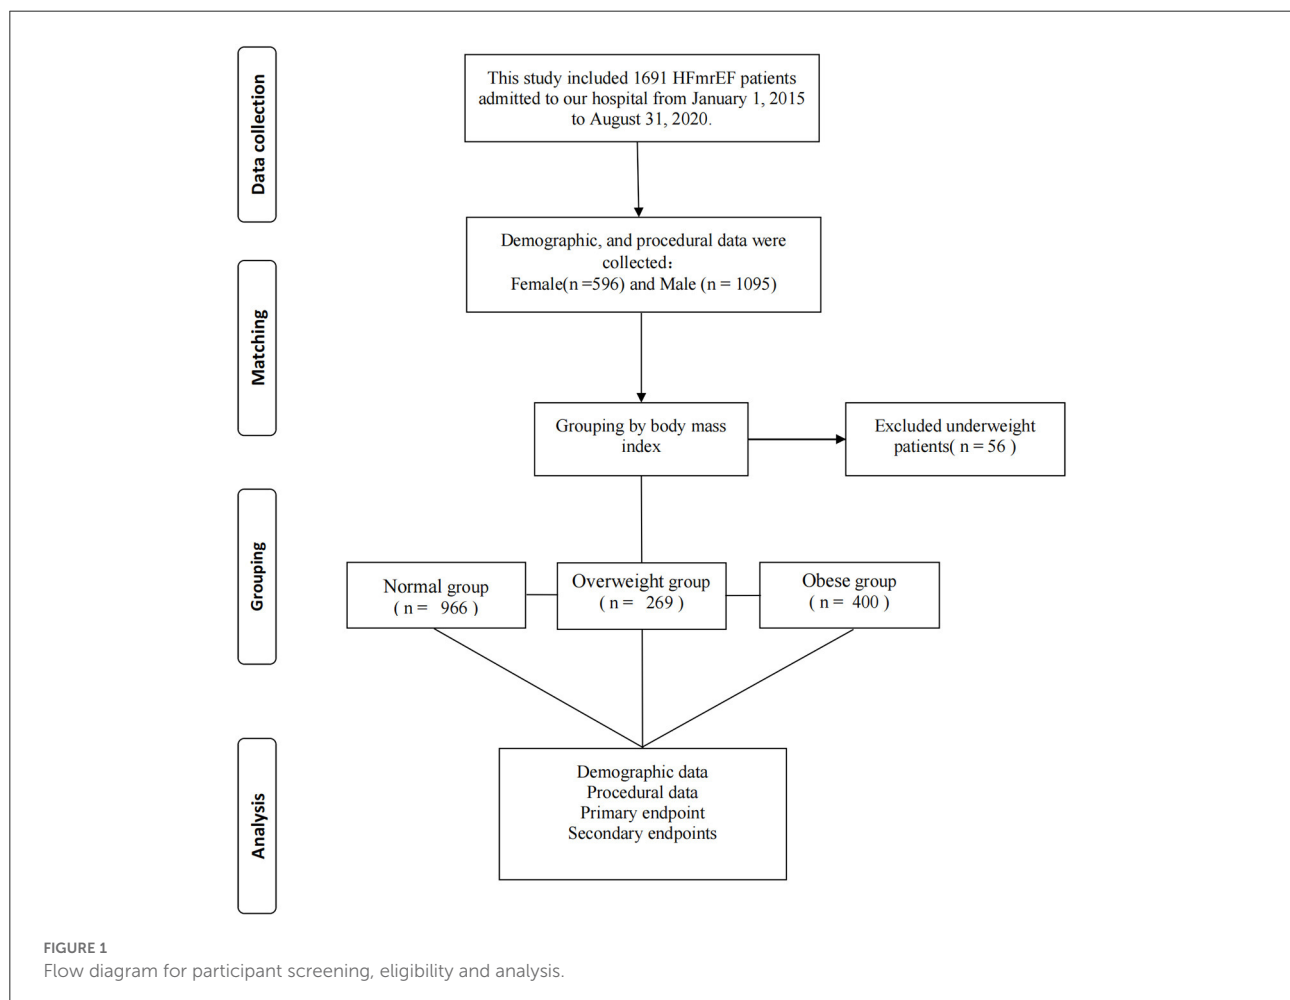 Data collection
This study included 1691 HFmrEF patients
admitted to our hospital from January 1, 2015
to August 31, 2020.
Demographic, and procedural data were
collected：
Female(n =596) and Male (n = 1095)
Matching
Grouping by body mass
index
Excluded underweight
patients( n = 56 )
Grouping
Normal group
( n = 966 )
Overweight group
( n = 269 )
Obese group
( n = 400 )
Analysis
Demographic data
Procedural data
Primary endpoint
Secondary endpoints
FIGURE 1
Flow diagram for participant screening, eligibility and analysis.